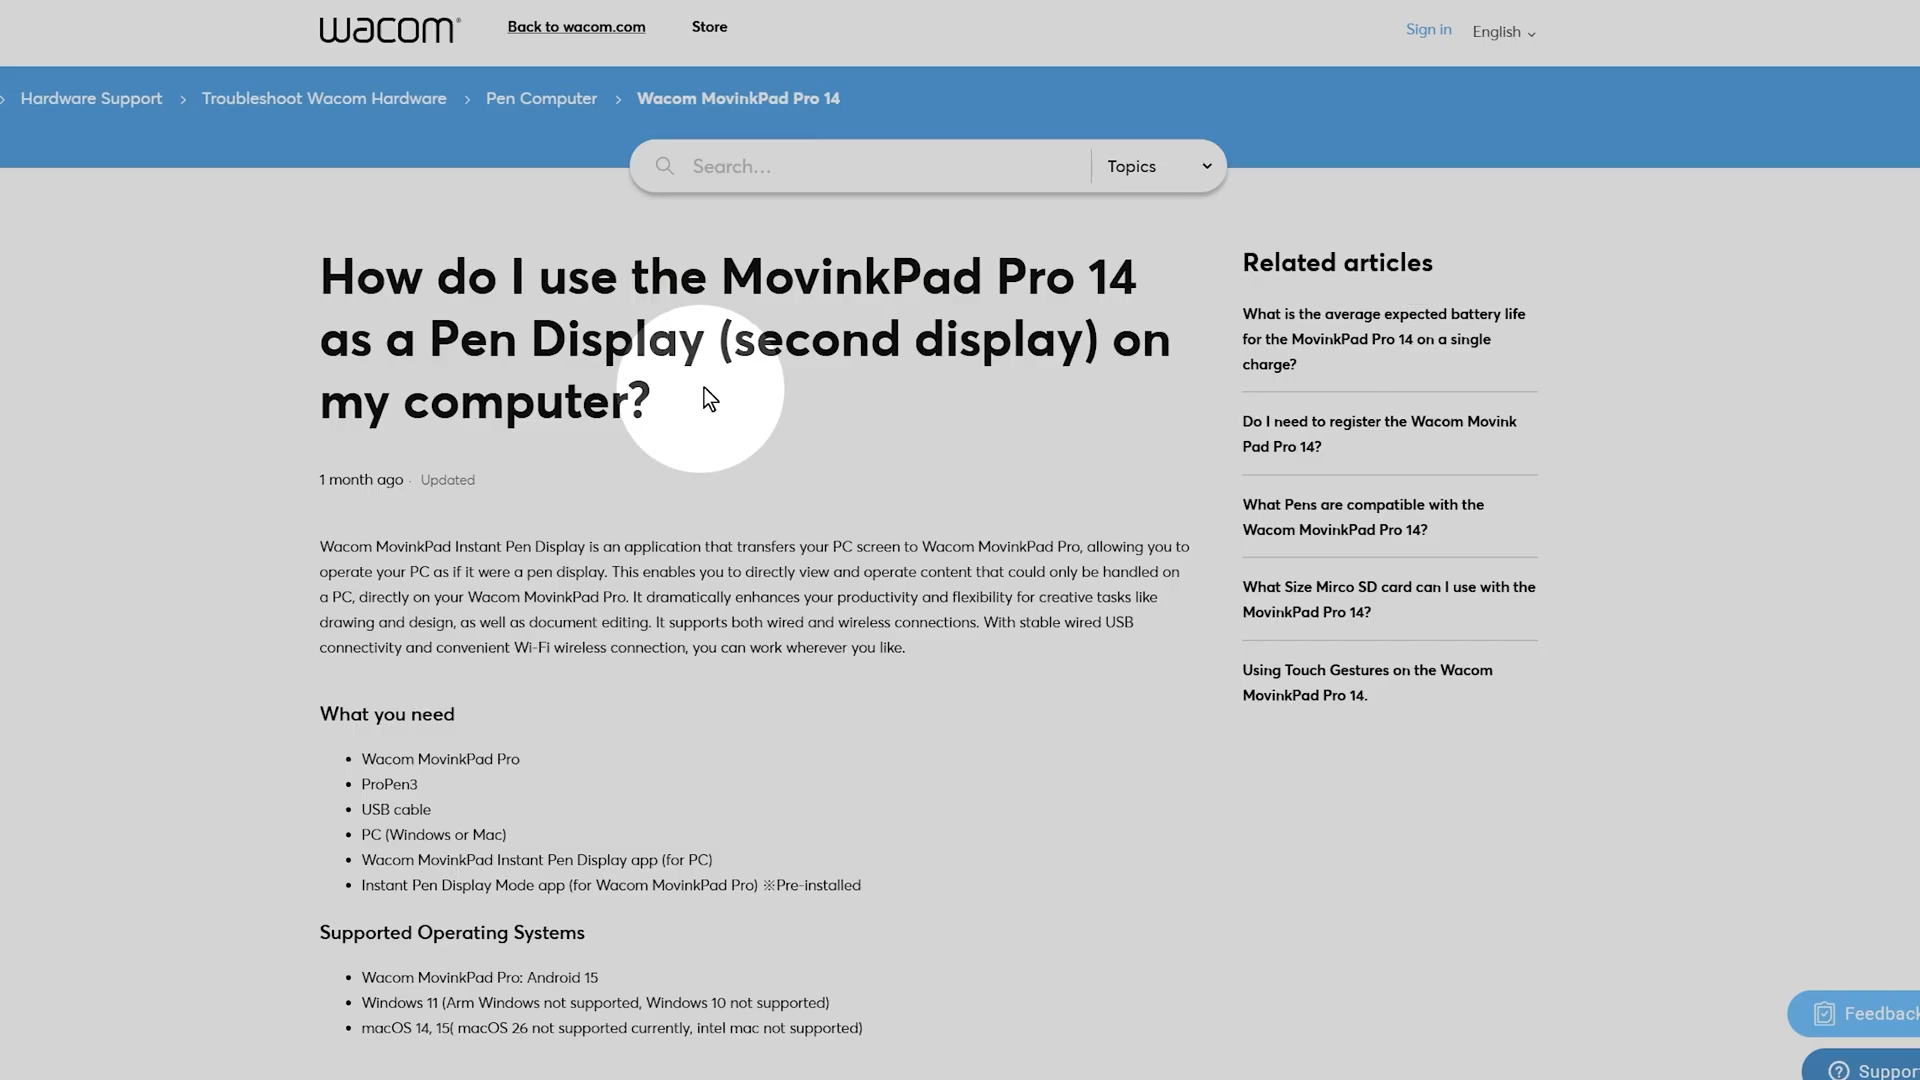 wacom
Back to wacom.com
Store
Sign in
English
Hardware Support > Troubleshoot Wacom Hardware > Pen Computer > Wacom MovinkPad Pro 14
Search...
Topics
How do I use the MovinkPad Pro 14
as a Pen Display (second display) on
my computer?
1 month ago · Updated
Wacom MovinkPad Instant Pen Display is an application that transfers your PC screen to Wacom MovinkPad Pro, allowing you to
operate your PC as if it were a pen display. This enables you to directly view and operate content that could only be handled on
a PC, directly on your Wacom MovinkPad Pro. It dramatically enhances your productivity and flexibility for creative tasks like
drawing and design, as well as document editing. It supports both wired and wireless connections. With stable wired USB
connectivity and convenient Wi-Fi wireless connection, you can work wherever you like.
What you need
• Wacom MovinkPad Pro
• ProPen3
• USB cable
• PC (Windows or Mac)
• Wacom MovinkPad Instant Pen Display app (for PC)
• Instant Pen Display Mode app (for Wacom MovinkPad Pro) ※Pre-installed
Supported Operating Systems
• Wacom MovinkPad Pro: Android 15
• Windows 11 (Arm Windows not supported, Windows 10 not supported)
• macOS 14, 15( macOS 26 not supported currently, intel mac not supported)
Related articles
What is the average expected battery life
for the MovinkPad Pro 14 on a single
charge?
Do I need to register the Wacom Movink
Pad Pro 14?
What Pens are compatible with the
Wacom MovinkPad Pro 14?
What Size Mirco SD card can I use with the
MovinkPad Pro 14?
Using Touch Gestures on the Wacom
MovinkPad Pro 14.
Feedback
Suppor